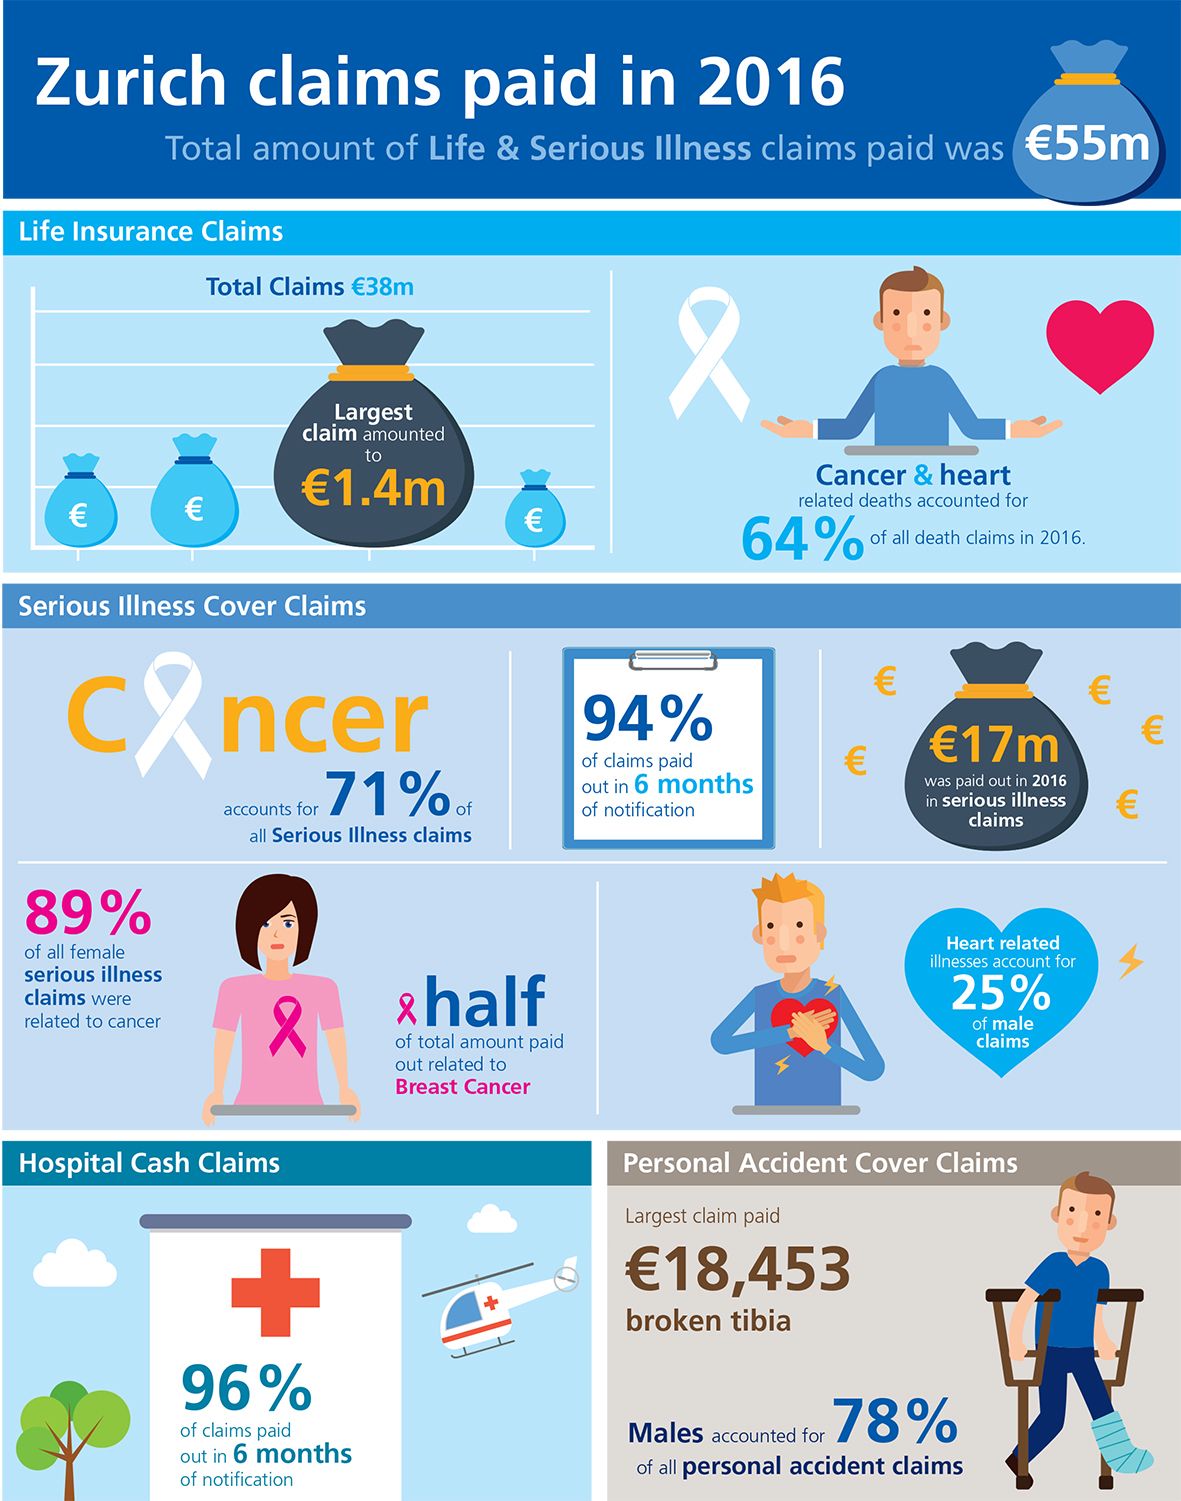 Zurich claims paid in 2016
Total amount of Life & Serious Illness claims paid was €55m
Life Insurance Claims
Total Claims €38m
€
€
Largest
claim amounted
to
€1.4m
€
Cancer & heart
related deaths accounted for
64% of all death claims in 2016.
Serious Illness Cover Claims
C ncer
accounts for 71% of
all Serious Illness claims
94%
of claims paid
out in 6 months
of notification
€
€
€
€
€
€17m
was paid out in 2016
in serious illness
claims
89%
of all female
serious illness
claims were
related to cancer
half
of total amount paid
out related to
Breast Cancer
Heart related
illnesses account for
25%
of male
claims
Hospital Cash Claims
96%
of claims paid
out in 6 months
of notification
Personal Accident Cover Claims
Largest claim paid
€18,453
broken tibia
Males accounted for 78%
of all personal accident claims